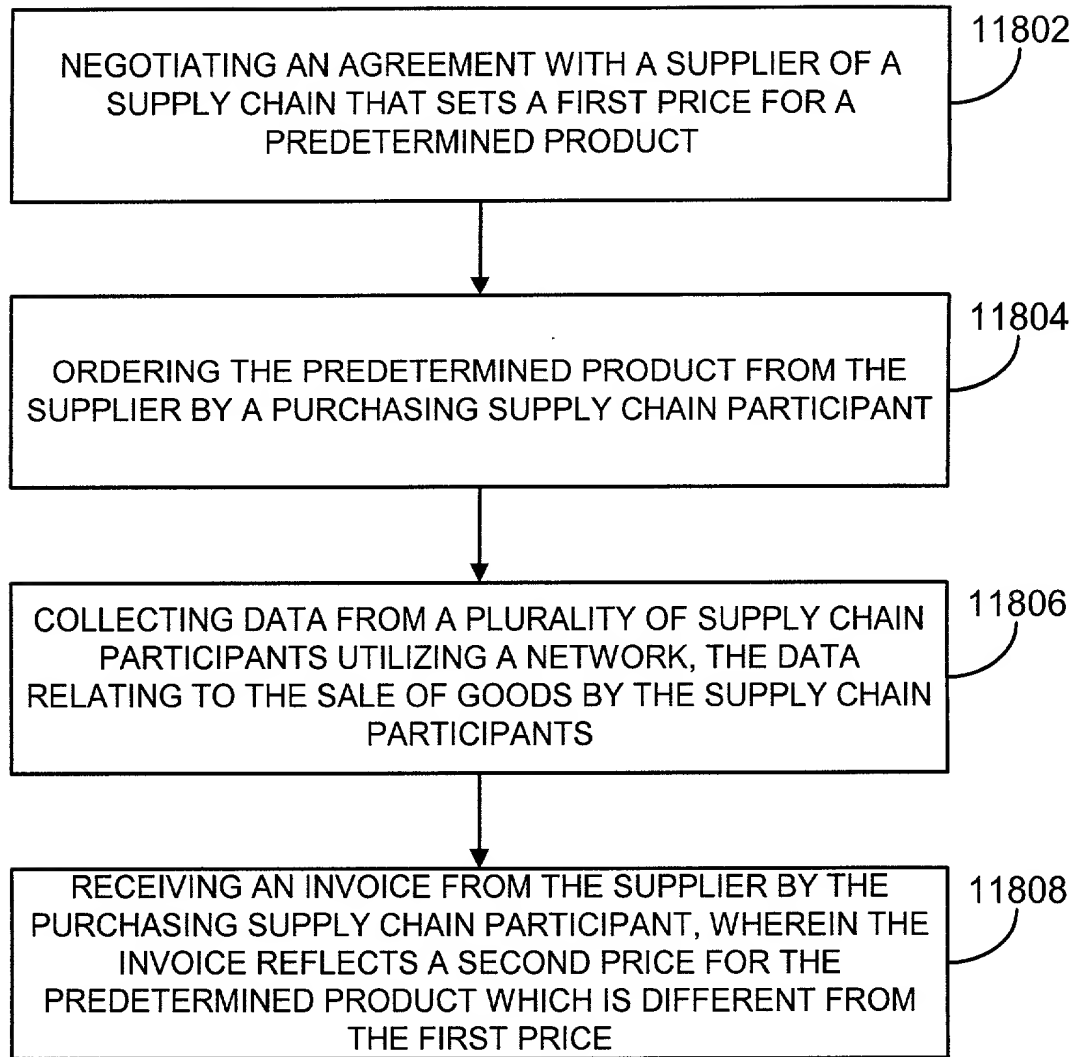 11802
NEGOTIATING AN AGREEMENT WITH A SUPPLIER OF A
SUPPLY CHAIN THAT SETS A FIRST PRICE FOR A
PREDETERMINED PRODUCT
11804
ORDERING THE PREDETERMINED PRODUCT FROM THE
SUPPLIER BY A PURCHASING SUPPLY CHAIN PARTICIPANT
11806
COLLECTING DATA FROM A PLURALITY OF SUPPLY CHAIN
PARTICIPANTS UTILIZING A NETWORK, THE DATA
RELATING TO THE SALE OF GOODS BY THE SUPPLY CHAIN
PARTICIPANTS
11808
RECEIVING AN INVOICE FROM THE SUPPLIER BY THE
PURCHASING SUPPLY CHAIN PARTICIPANT, WHEREIN THE
INVOICE REFLECTS A SECOND PRICE FOR THE
PREDETERMINED PRODUCT WHICH IS DIFFERENT FROM
THE FIRST PRICE